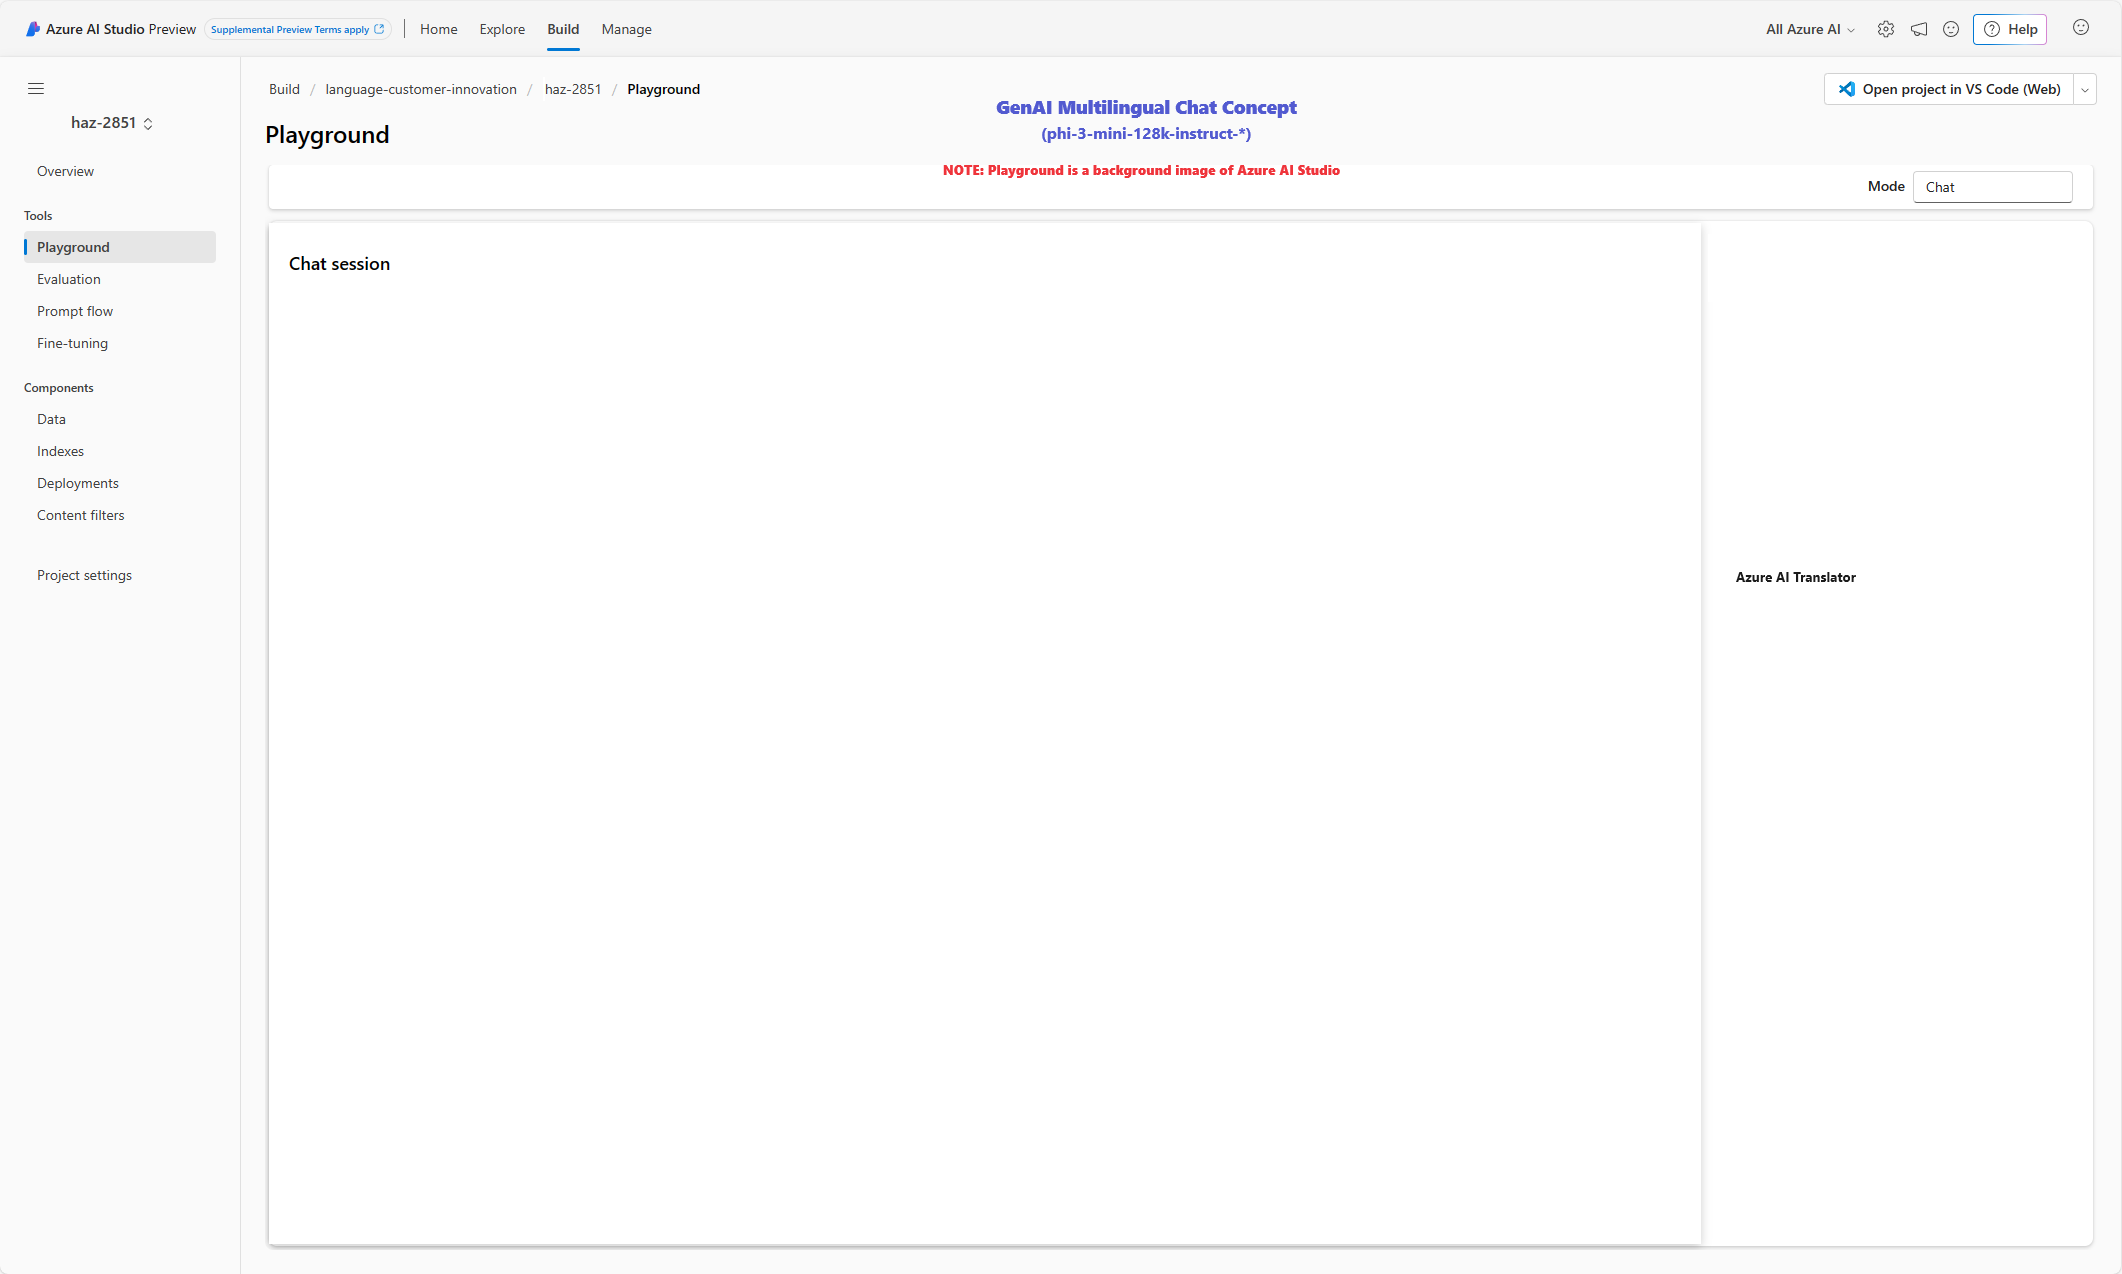 Azure AI Studio Preview Supplemental Preview Terms apply Home Explore Build Manage All Azure AI Help
Build / language-customer-innovation / haz-2851 / Playground
Open project in VS Code (Web)
GenAI Multilingual Chat Concept
(phi-3-mini-128k-instruct-*)
haz-2851
Playground
NOTE: Playground is a background image of Azure AI Studio
Mode Chat
Overview
Tools
Playground
Evaluation
Prompt flow
Fine-tuning
Components
Data
Indexes
Deployments
Content filters
Project settings
Chat session
Azure AI Translator